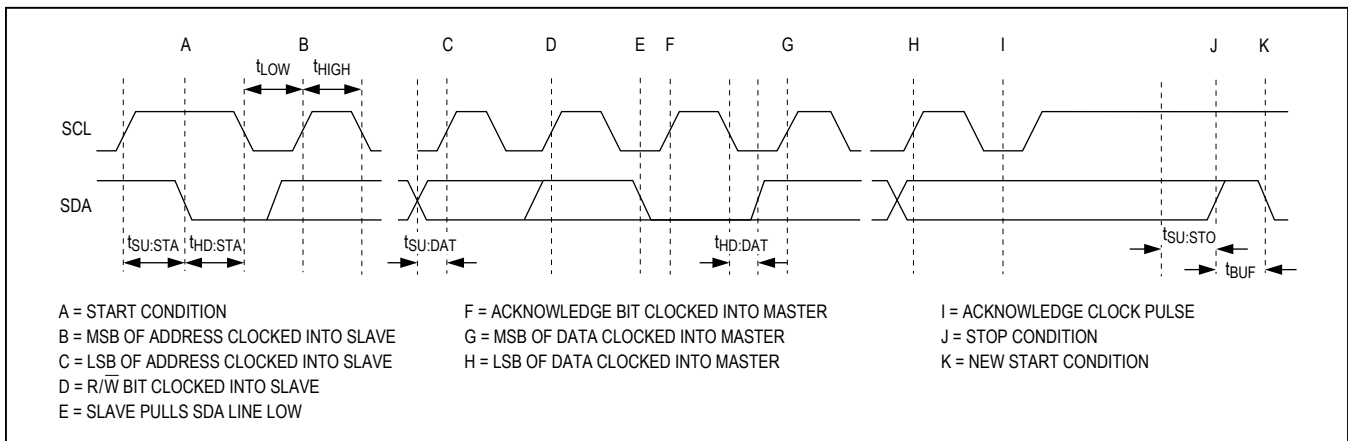 A B C D E F G H I J K
tLOW tHIGH
SCL
SDA
tSU:STA tHD:STA tSU:DAT tHD:DAT tSU:STO
tBUF
A = START CONDITION
B = MSB OF ADDRESS CLOCKED INTO SLAVE
C = LSB OF ADDRESS CLOCKED INTO SLAVE
D = R/W̅ BIT CLOCKED INTO SLAVE
E = SLAVE PULLS SDA LINE LOW
F = ACKNOWLEDGE BIT CLOCKED INTO MASTER
G = MSB OF DATA CLOCKED INTO MASTER
H = LSB OF DATA CLOCKED INTO MASTER
I = ACKNOWLEDGE CLOCK PULSE
J = STOP CONDITION
K = NEW START CONDITION